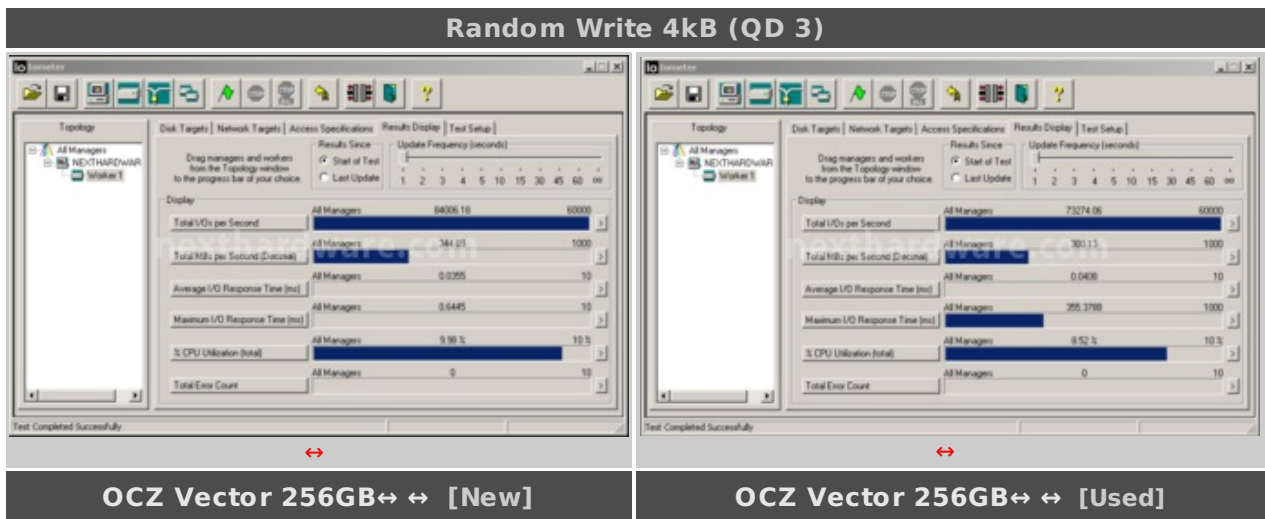 Random Write 4kB (QD 3)
Io Iometer
Topology
All Managers
NEXTHARDWAR
Worker 1
Disk Targets Network Targets Access Specifications Results Display Test Setup
Drag managers and workers
from the Topology window
to the progress bar of your choice.
Results Since
Start of Test
Last Update
Update Frequency (seconds)
1 2 3 4 5 10 15 30 45 60 oo
Display
All Managers 84006.18 60000
Total I/Os per Second
All Managers 344.09 1000
Total MBs per Second (Decimal)
All Managers 0.0355 10
Average I/O Response Time (ms)
All Managers 0.6445 10
Maximum I/O Response Time (ms)
All Managers 9.98 % 10 %
% CPU Utilization (total)
All Managers 0 10
Total Error Count
Test Completed Successfully
nexthardware.com
↔
OCZ Vector 256GB↔ ↔ [New]
Io Iometer
Topology
All Managers
NEXTHARDWAR
Worker 1
Disk Targets Network Targets Access Specifications Results Display Test Setup
Drag managers and workers
from the Topology window
to the progress bar of your choice.
Results Since
Start of Test
Last Update
Update Frequency (seconds)
1 2 3 4 5 10 15 30 45 60 oo
Display
All Managers 73274.06 60000
Total I/Os per Second
All Managers 300.13 1000
Total MBs per Second (Decimal)
All Managers 0.0408 10
Average I/O Response Time (ms)
All Managers 355.3788 1000
Maximum I/O Response Time (ms)
All Managers 8.52 % 10 %
% CPU Utilization (total)
All Managers 0 10
Total Error Count
Test Completed Successfully
nexthardware.com
↔
OCZ Vector 256GB↔ ↔ [Used]